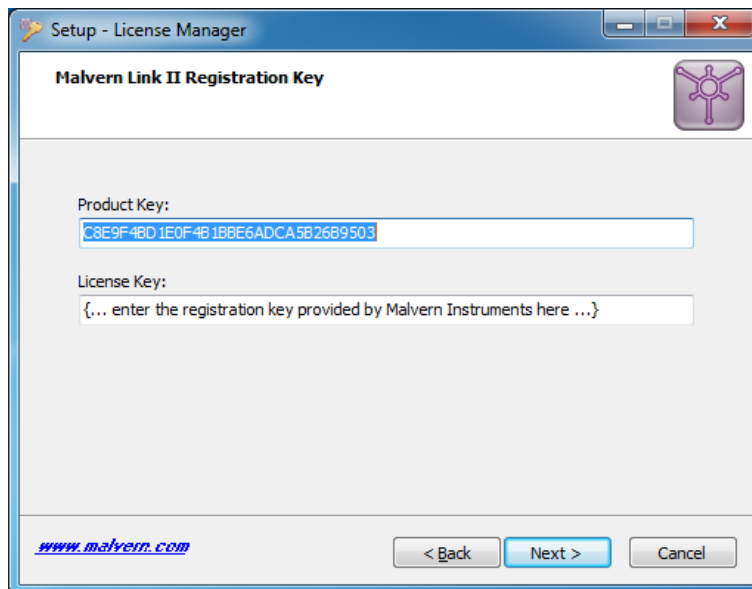 Setup - License Manager
Malvern Link II Registration Key
Product Key:
C8E9F4BD1E0F4B1BBE6ADCA5B26B9503
License Key:
{... enter the registration key provided by Malvern Instruments here ...}
www.malvern.com
< Back
Next >
Cancel